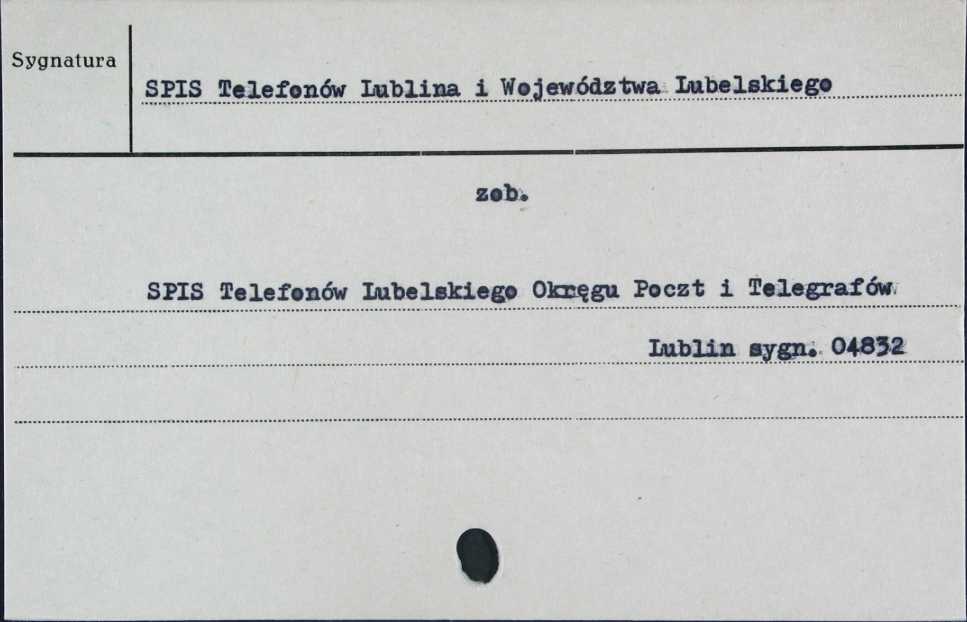 Sygnatura
SPIS Telefonów Lublina i Województwa Lubelskiego
zob.
SPIS Telefonów Lubelskiego Okręgu Poczt i Telegrafów
Lublin sygn. 04832